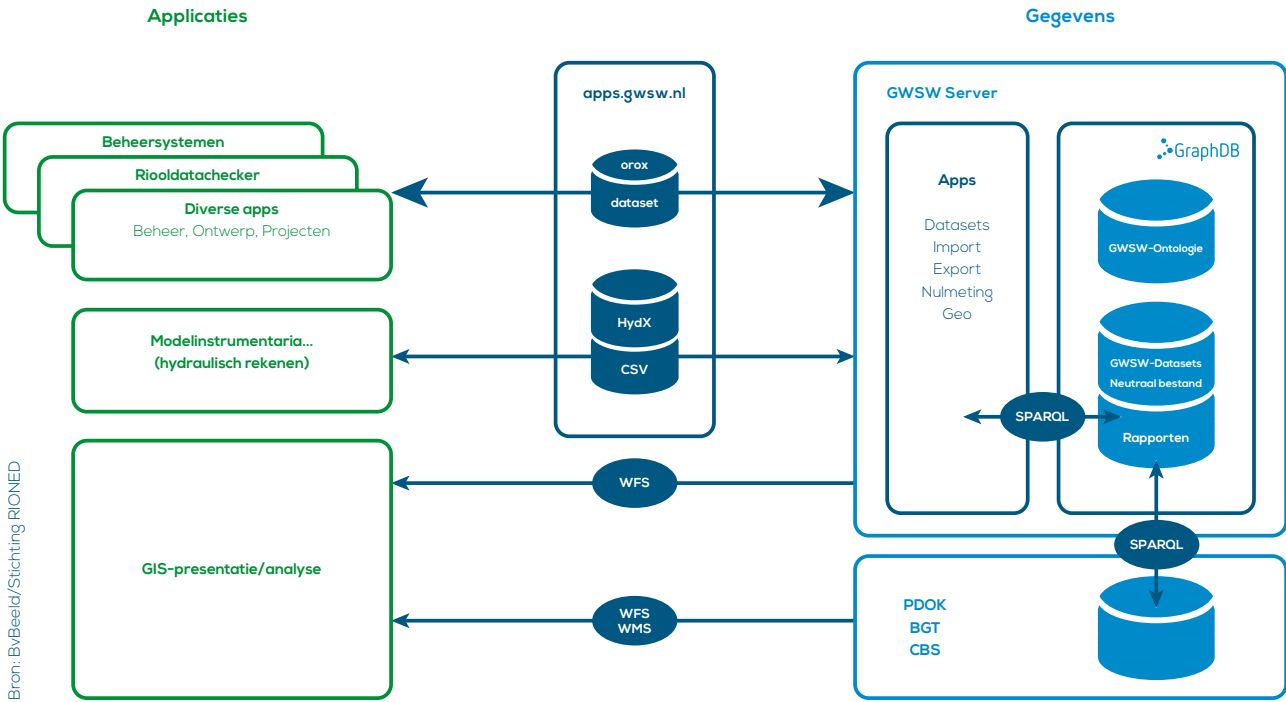 Applicaties
Gegevens
Beheersystemen
Riooldatachecker
Diverse apps
Beheer, Ontwerp, Projecten
Modelinstrumentaria...
(hydraulisch rekenen)
GIS-presentatie/analyse
apps.gwsw.nl
orox
dataset
HydX
CSV
WFS
WFS
WMS
GWSW Server
Apps
Datasets
Import
Export
Nulmeting
Geo
SPARQL
GraphDB
GWSW-Ontologie
GWSW-Datasets
Neutraal bestand
Rapporten
SPARQL
PDOK
BGT
CBS
Bron: BvBeeld/Stichting RIONED